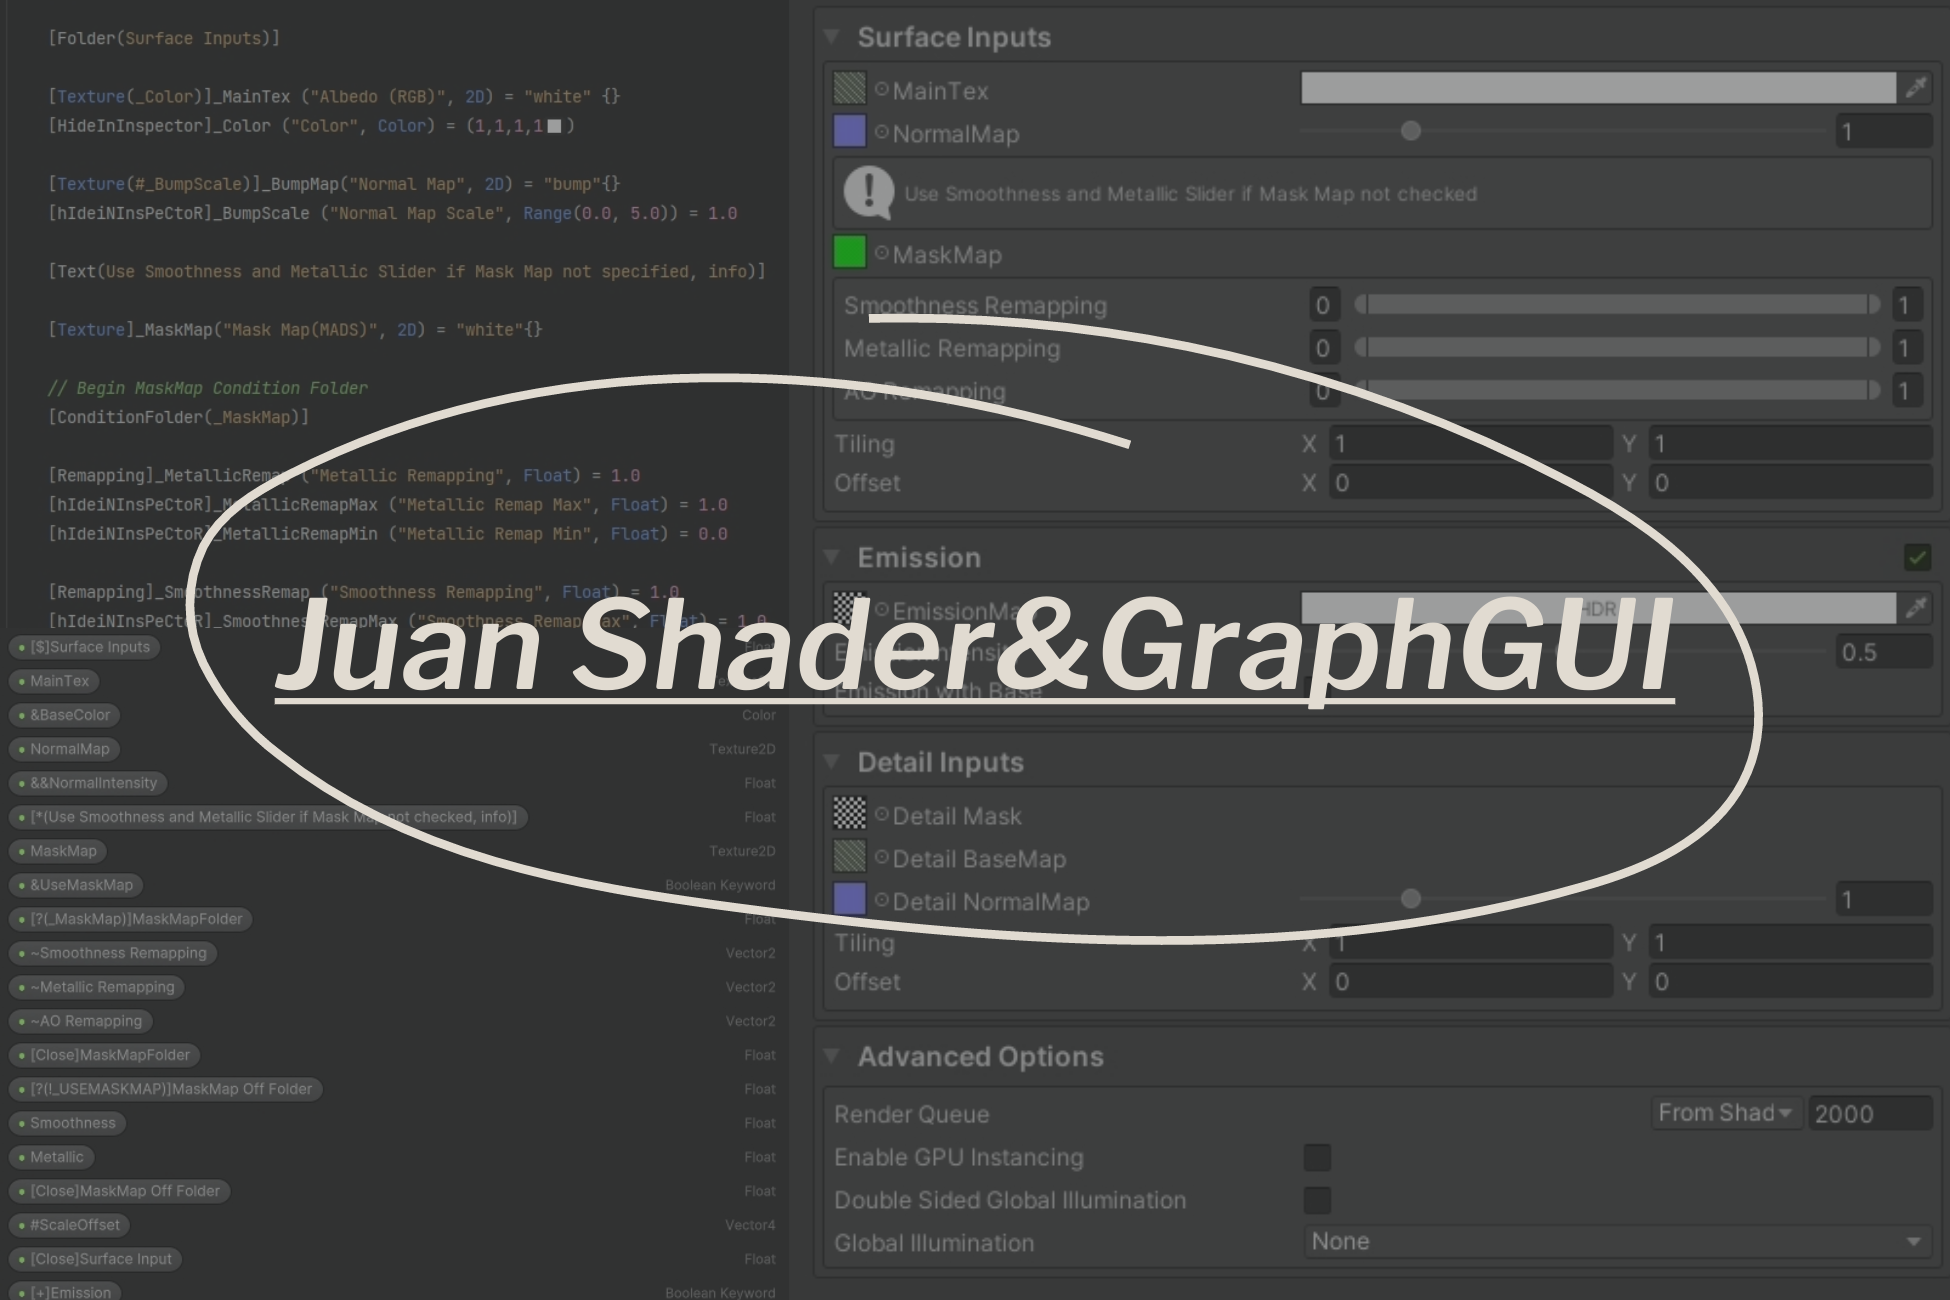 [Folder(Surface Inputs)]
[Texture(_Color)]_MainTex ("Albedo (RGB)", 2D) = "white" {}
[HideInInspector]_Color ("Color", Color) = (1,1,1,1 )
[Texture(#_BumpScale)]_BumpMap("Normal Map", 2D) = "bump"{}
[hIdeiNInsPeCtoR]_BumpScale ("Normal Map Scale", Range(0.0, 5.0)) = 1.0
[Text(Use Smoothness and Metallic Slider if Mask Map not specified, info)]
[Texture]_MaskMap("Mask Map(MADS)", 2D) = "white"{}
// Begin MaskMap Condition Folder
[ConditionFolder(_MaskMap)]
[Remapping]_MetallicRemap ("Metallic Remapping", Float) = 1.0
[hIdeiNInsPeCtoR]_MetallicRemapMax ("Metallic Remap Max", Float) = 1.0
[hIdeiNInsPeCtoR]_MetallicRemapMin ("Metallic Remap Min", Float) = 0.0
[Remapping]_SmoothnessRemap ("Smoothness Remapping", Float) = 1.0
[hIdeiNInsPeCtoR]_SmoothnessRemapMax ("Smoothness Remap Max", Float) = 1.0
[$]Surface Inputs Float
MainTex
&BaseColor Color
NormalMap Texture2D
&&NormalIntensity Float
[*(Use Smoothness and Metallic Slider if Mask Map not checked, info)] Float
MaskMap Texture2D
&UseMaskMap Boolean Keyword
[?(_MaskMap)]MaskMapFolder Float
~Smoothness Remapping Vector2
~Metallic Remapping Vector2
~AO Remapping Vector2
[Close]MaskMapFolder Float
[?(!_USEMASKMAP)]MaskMap Off Folder Float
Smoothness Float
Metallic Float
[Close]MaskMap Off Folder Float
#ScaleOffset Vector4
[Close]Surface Input Float
[+]Emission Boolean Keyword
Juan Shader&GraphGUI
Surface Inputs
MainTex
NormalMap 1
Use Smoothness and Metallic Slider if Mask Map not checked
MaskMap
Smoothness Remapping 0 1
Metallic Remapping 0 1
AO Remapping 0 1
Tiling X 1 Y 1
Offset X 0 Y 0
Emission
EmissionMap HDR
Emission Intensity 0.5
Emission with Base
Detail Inputs
Detail Mask
Detail BaseMap
Detail NormalMap 1
Tiling X 1 Y 1
Offset X 0 Y 0
Advanced Options
Render Queue From Shad 2000
Enable GPU Instancing
Double Sided Global Illumination
Global Illumination None